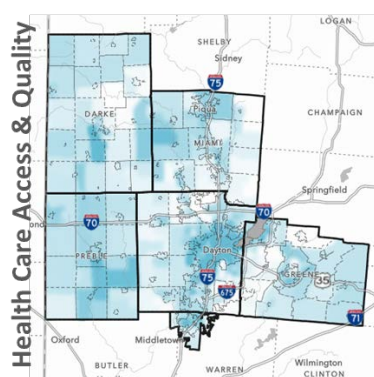 Health Care Access & Quality
LOGAN
SHELBY
Sidney
75
DARKE
Piqua
CHAMPAIGN
MIAMI
Springfield
70
70
Dayton
PREBLE
GREENE
35
75
675
71
Oxford
Middletow
BUTLER
WARREN
Wilmington
CLINTON